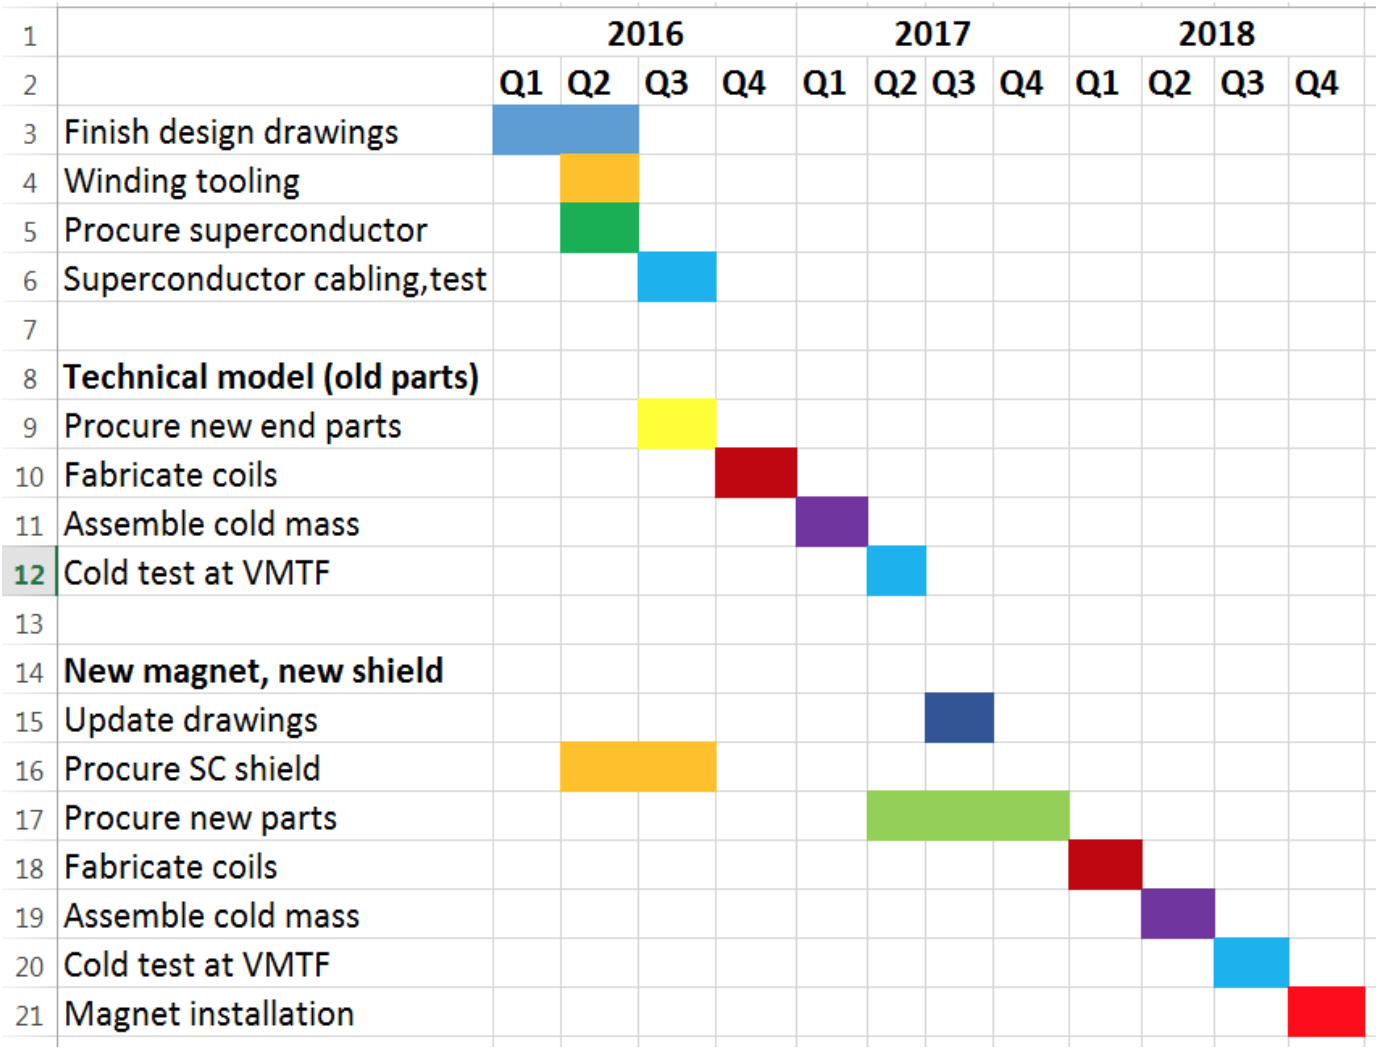 1 2016 2017 2018
2 Q1 Q2 Q3 Q4 Q1 Q2 Q3 Q4 Q1 Q2 Q3 Q4
3 Finish design drawings
4 Winding tooling
5 Procure superconductor
6 Superconductor cabling,test
7
8 Technical model (old parts)
9 Procure new end parts
10 Fabricate coils
11 Assemble cold mass
12 Cold test at VMTF
13
14 New magnet, new shield
15 Update drawings
16 Procure SC shield
17 Procure new parts
18 Fabricate coils
19 Assemble cold mass
20 Cold test at VMTF
21 Magnet installation